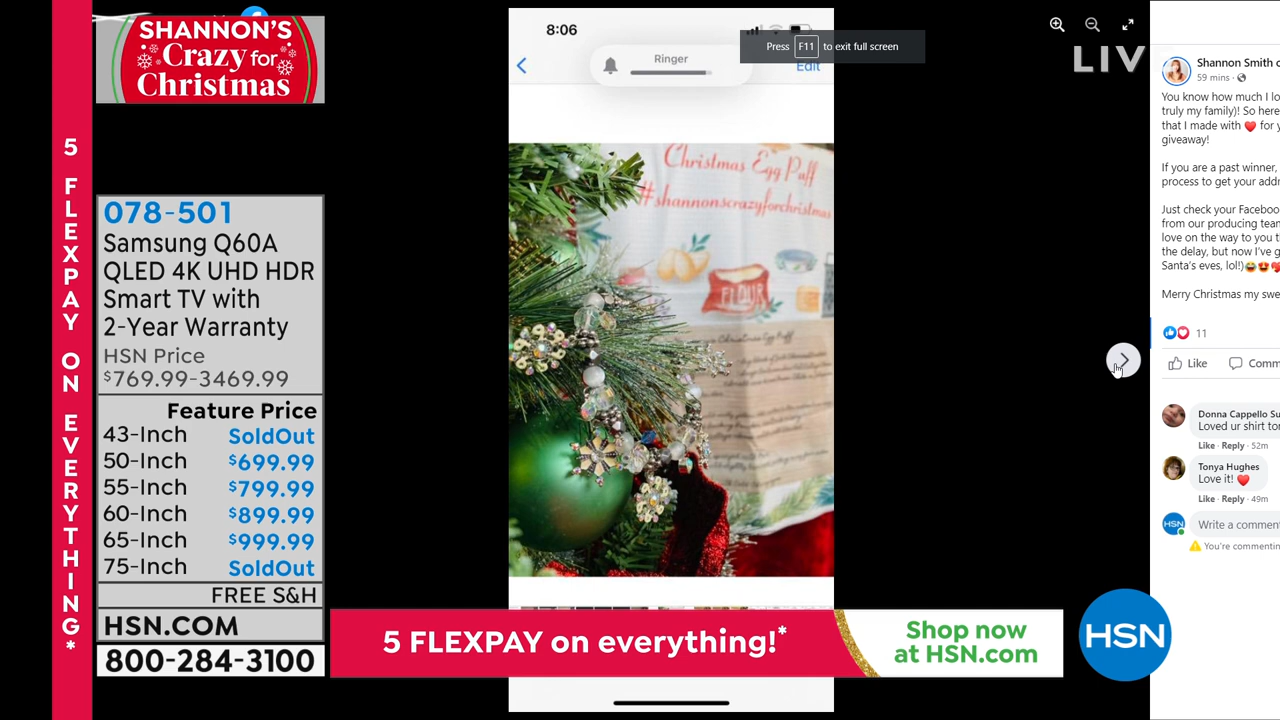 SHANNON'S
Crazy for
Christmas
5 FLEXPAY ON EVERYTHING*
078-501
Samsung Q60A
QLED 4K UHD HDR
Smart TV with
2-Year Warranty
HSN Price
$769.99-3469.99
Feature Price
43-Inch SoldOut
50-Inch $699.99
55-Inch $799.99
60-Inch $899.99
65-Inch $999.99
75-Inch SoldOut
FREE S&H
HSN.COM
800-284-3100
8:06
Ringer
Edit
Press F11 to exit full screen
Christmas Egg Puff
#shannonscrazyforchristmas
FLOUR
Christmas Egg Puff
5 FLEXPAY on everything!*
Shop now
at HSN.com
HSN
LIV
Shannon Smith
59 mins ·
You know how much I lo
truly my family)! So here
that I made with ❤️ for y
giveaway!
If you are a past winner,
process to get your addr
Just check your Faceboo
from our producing tean
love on the way to you t
the delay, but now I've g
Santa's eves, lol!)😂😍❤️
Merry Christmas my swe
11
Like Comm
Donna Cappello Su
Loved ur shirt tor
Like · Reply · 52m
Tonya Hughes
Love it! ❤️
Like · Reply · 49m
HSN
Write a commen
You're commentin